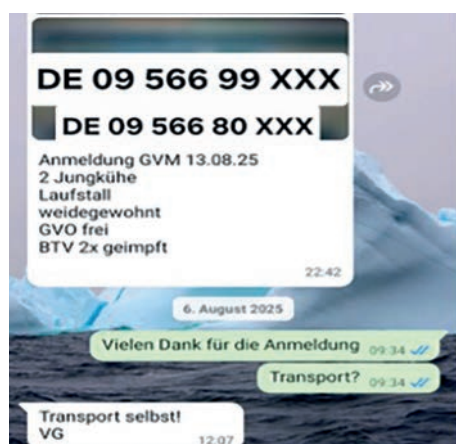 DE 09 566 99 XXX
DE 09 566 80 XXX
Anmeldung GVM 13.08.25
2 Jungkühe
Laufstall
weidegewohnt
GVO frei
BTV 2x geimpft
22:42
6. August 2025
Vielen Dank für die Anmeldung 09:34
Transport? 09:34
Transport selbst!
VG
12:07